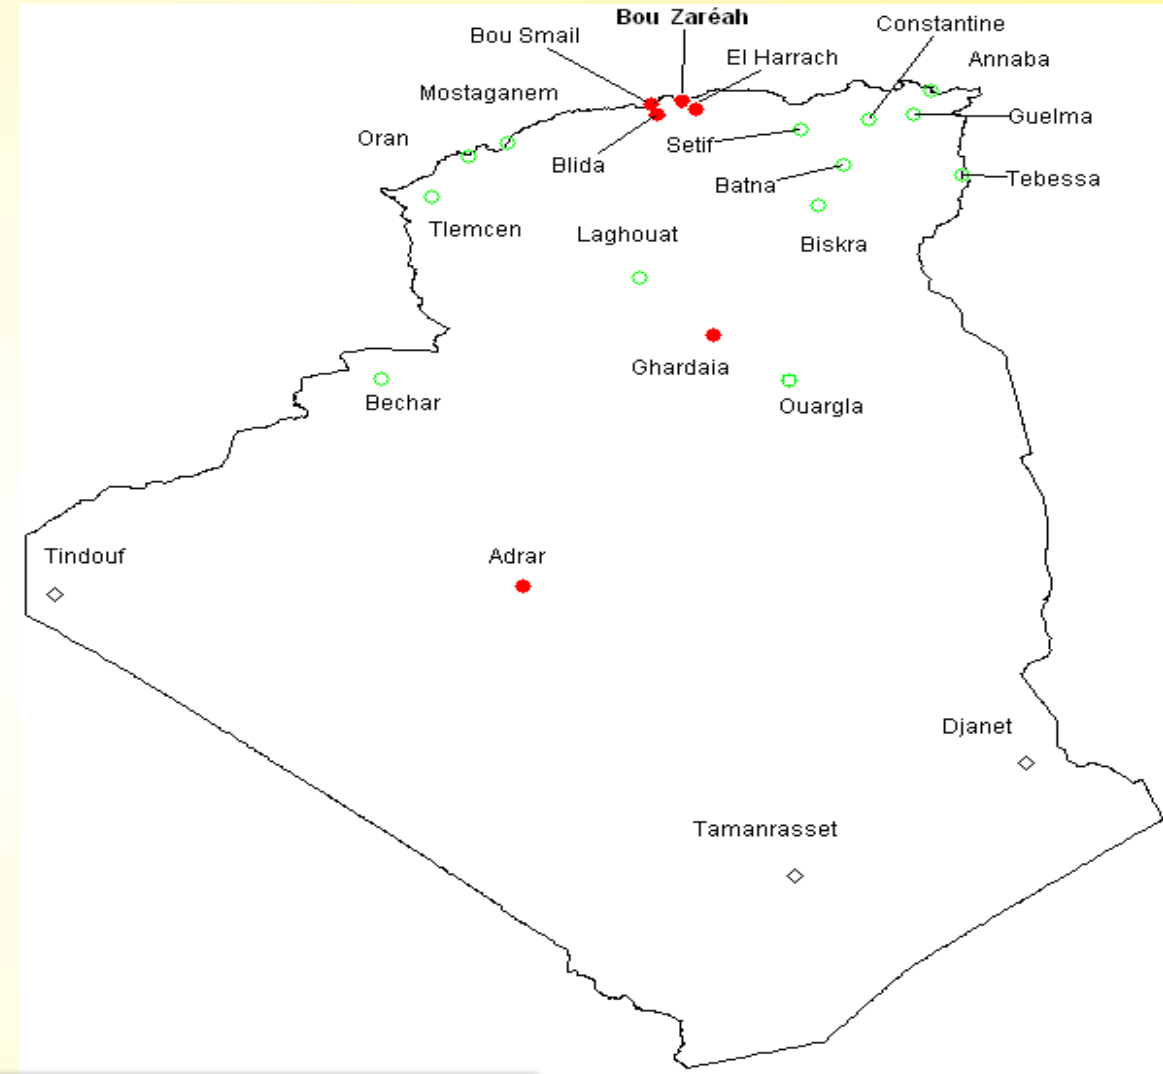 Bou Zaréah
Constantine
Bou Smail
El Harrach
Annaba
Mostaganem
Guelma
Oran
Setif
Blida
Batna
Tebessa
Tlemcen
Laghouat
Biskra
Ghardaia
Bechar
Ouargla
Tindouf
Adrar
Djanet
Tamanrasset